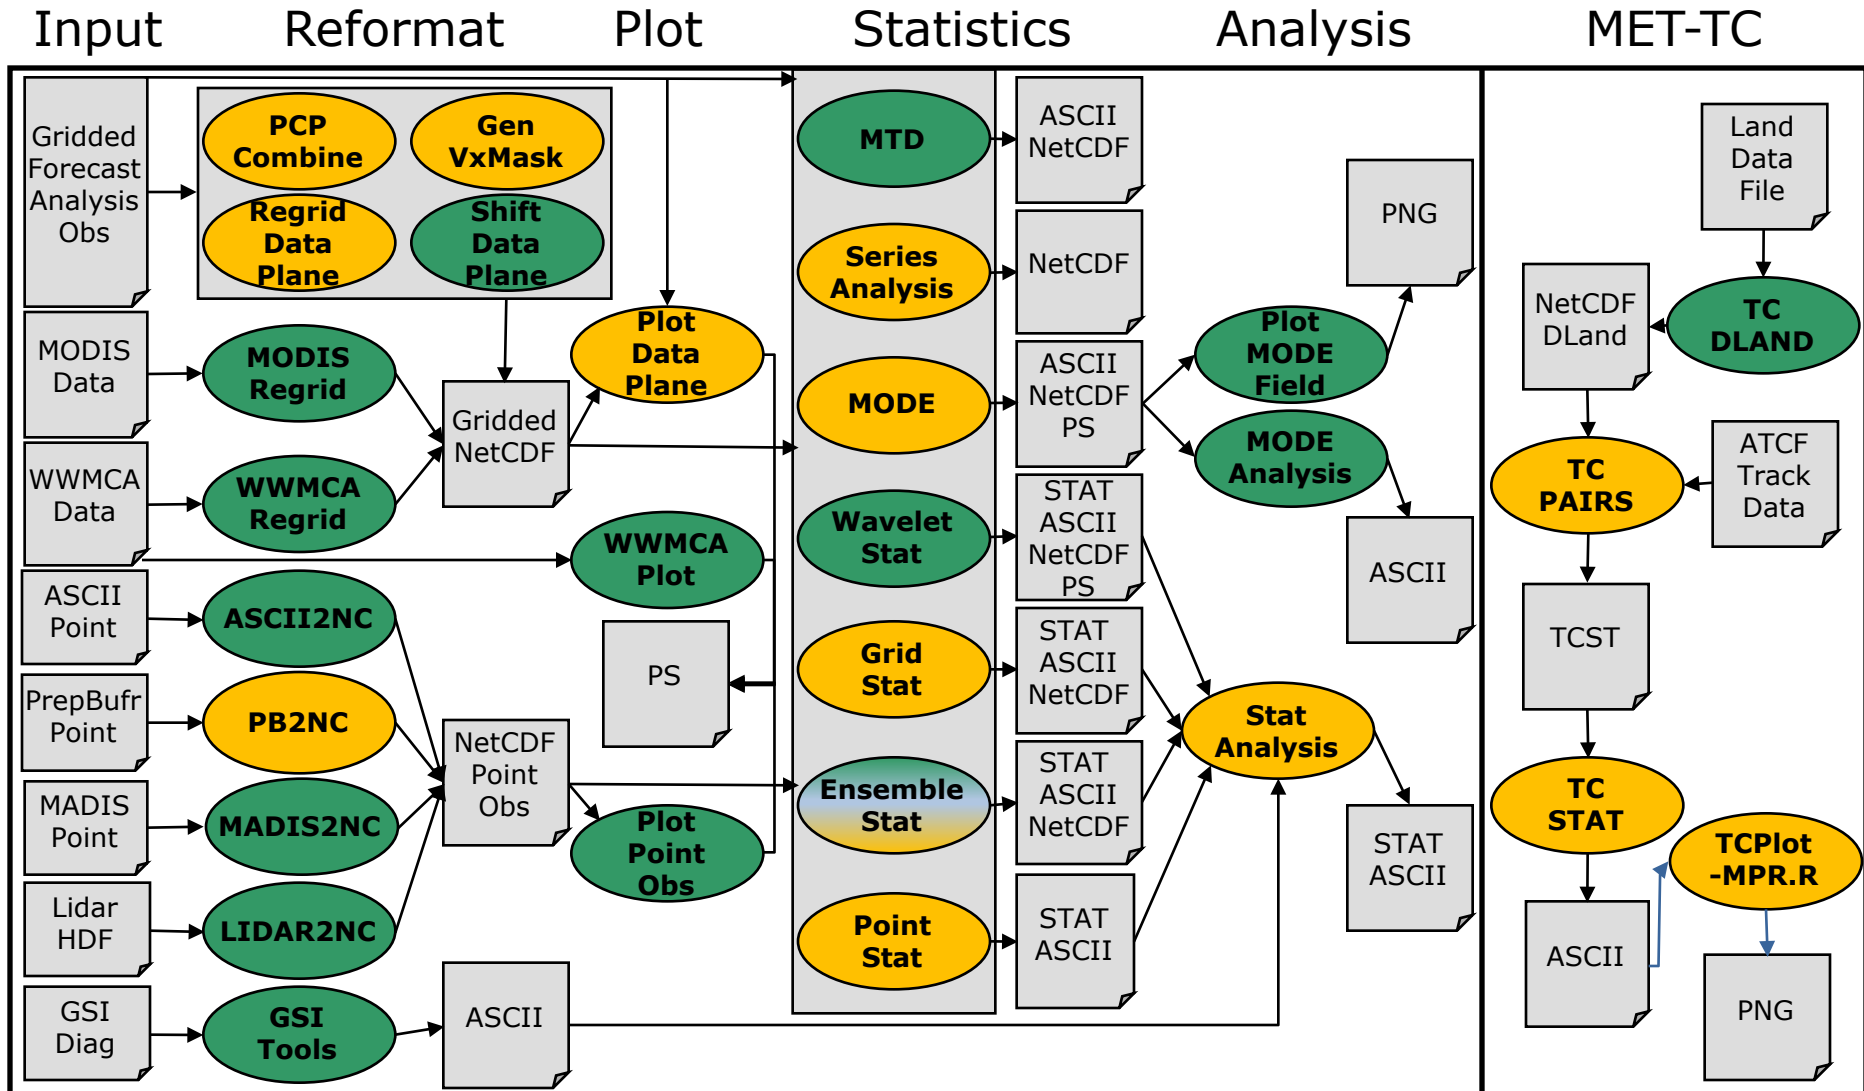 Input
Reformat
Plot
Statistics
Analysis
MET-TC
Gridded
Forecast
Analysis
Obs
MODIS
Data
WWMCA
Data
ASCII
Point
PrepBufr
Point
MADIS
Point
Lidar
HDF
GSI
Diag
PCP
Combine
Gen
VxMask
Regrid
Data
Plane
Shift
Data
Plane
MODIS
Regrid
WWMCA
Regrid
ASCII2NC
PB2NC
MADIS2NC
LIDAR2NC
GSI
Tools
Gridded
NetCDF
NetCDF
Point
Obs
ASCII
Plot
Data
Plane
WWMCA
Plot
PS
Plot
Point
Obs
MTD
Series
Analysis
MODE
Wavelet
Stat
Grid
Stat
Ensemble
Stat
Point
Stat
ASCII
NetCDF
NetCDF
ASCII
NetCDF
PS
STAT
ASCII
NetCDF
PS
STAT
ASCII
NetCDF
STAT
ASCII
NetCDF
STAT
ASCII
PNG
Plot
MODE
Field
MODE
Analysis
ASCII
Stat
Analysis
STAT
ASCII
Land
Data
File
NetCDF
DLand
TC
DLAND
TC
PAIRS
ATCF
Track
Data
TCST
TC
STAT
TCPlot
-MPR.R
ASCII
PNG